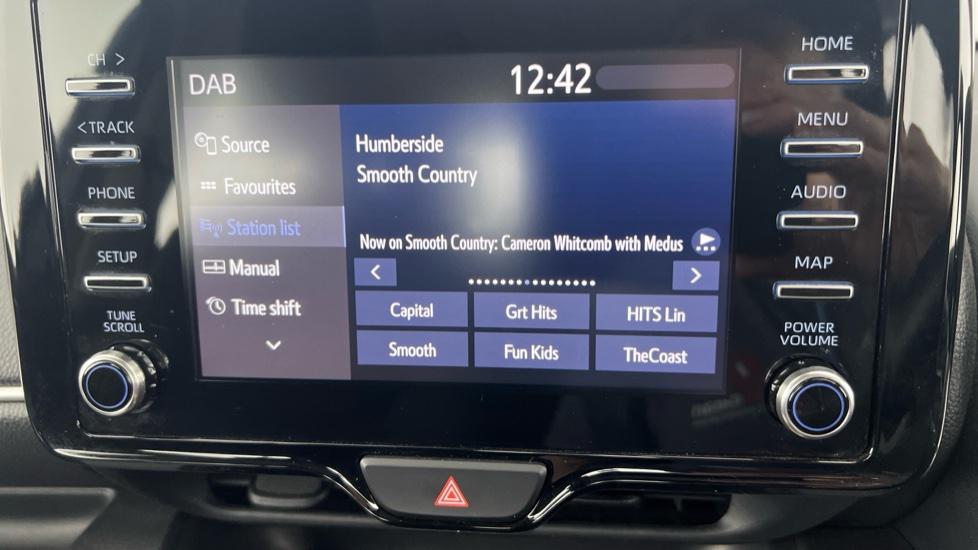 CH >
< TRACK
PHONE
SETUP
TUNE
SCROLL
DAB
12:42
Source
Favourites
Station list
Manual
Time shift
Humberside
Smooth Country
Now on Smooth Country: Cameron Whitcomb with Medus
Capital
Grt Hits
HITS Lin
Smooth
Fun Kids
TheCoast
HOME
MENU
AUDIO
MAP
POWER
VOLUME